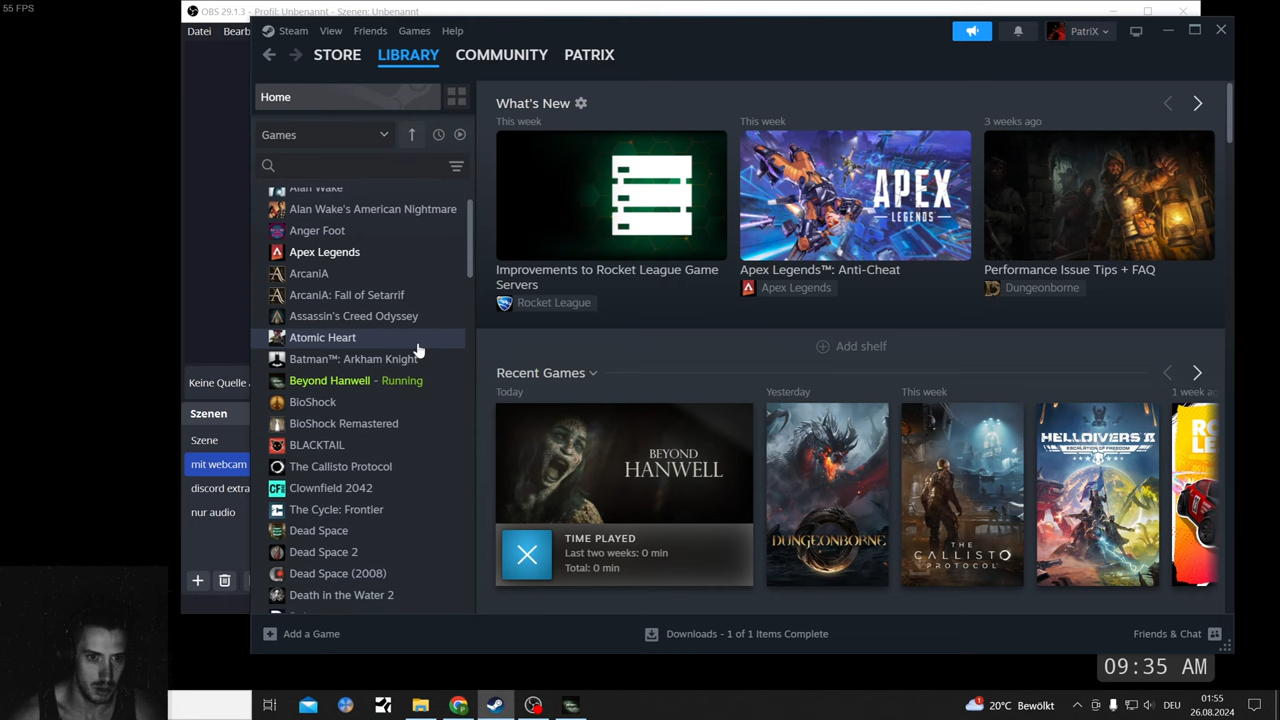 55 FPS
OBS 29.1.3 - Profil: Unbenannt - Szenen: Unbenannt
Datei
Bearb
Steam
View
Friends
Games
Help
PatriX
STORE
LIBRARY
COMMUNITY
PATRIX
Home
Games
Alan Wake
Alan Wake's American Nightmare
Anger Foot
Apex Legends
ArcaniA
ArcaniA: Fall of Setarrif
Assassin's Creed Odyssey
Atomic Heart
Batman™: Arkham Knight
Beyond Hanwell - Running
BioShock
BioShock Remastered
BLACKTAIL
The Callisto Protocol
Clownfield 2042
The Cycle: Frontier
Dead Space
Dead Space 2
Dead Space (2008)
Death in the Water 2
What's New
This week
This week
3 weeks ago
APEX
LEGENDS
Improvements to Rocket League Game
Servers
Rocket League
Apex Legends™: Anti-Cheat
Apex Legends
Performance Issue Tips + FAQ
Dungeonborne
Add shelf
Recent Games
Today
Yesterday
This week
1 week ag
BEYOND
HANWELL
TIME PLAYED
Last two weeks: 0 min
Total: 0 min
DUNGEONBORNE
THE
CALLISTO
PROTOCOL
HELLDIVERS II
ESCALATION OF FREEDOM
Keine Quelle
Szenen
Szene
mit webcam
discord extra
nur audio
Add a Game
Downloads - 1 of 1 Items Complete
Friends & Chat
09:35 AM
20°C Bewölkt
DEU
01:55
26.08.2024